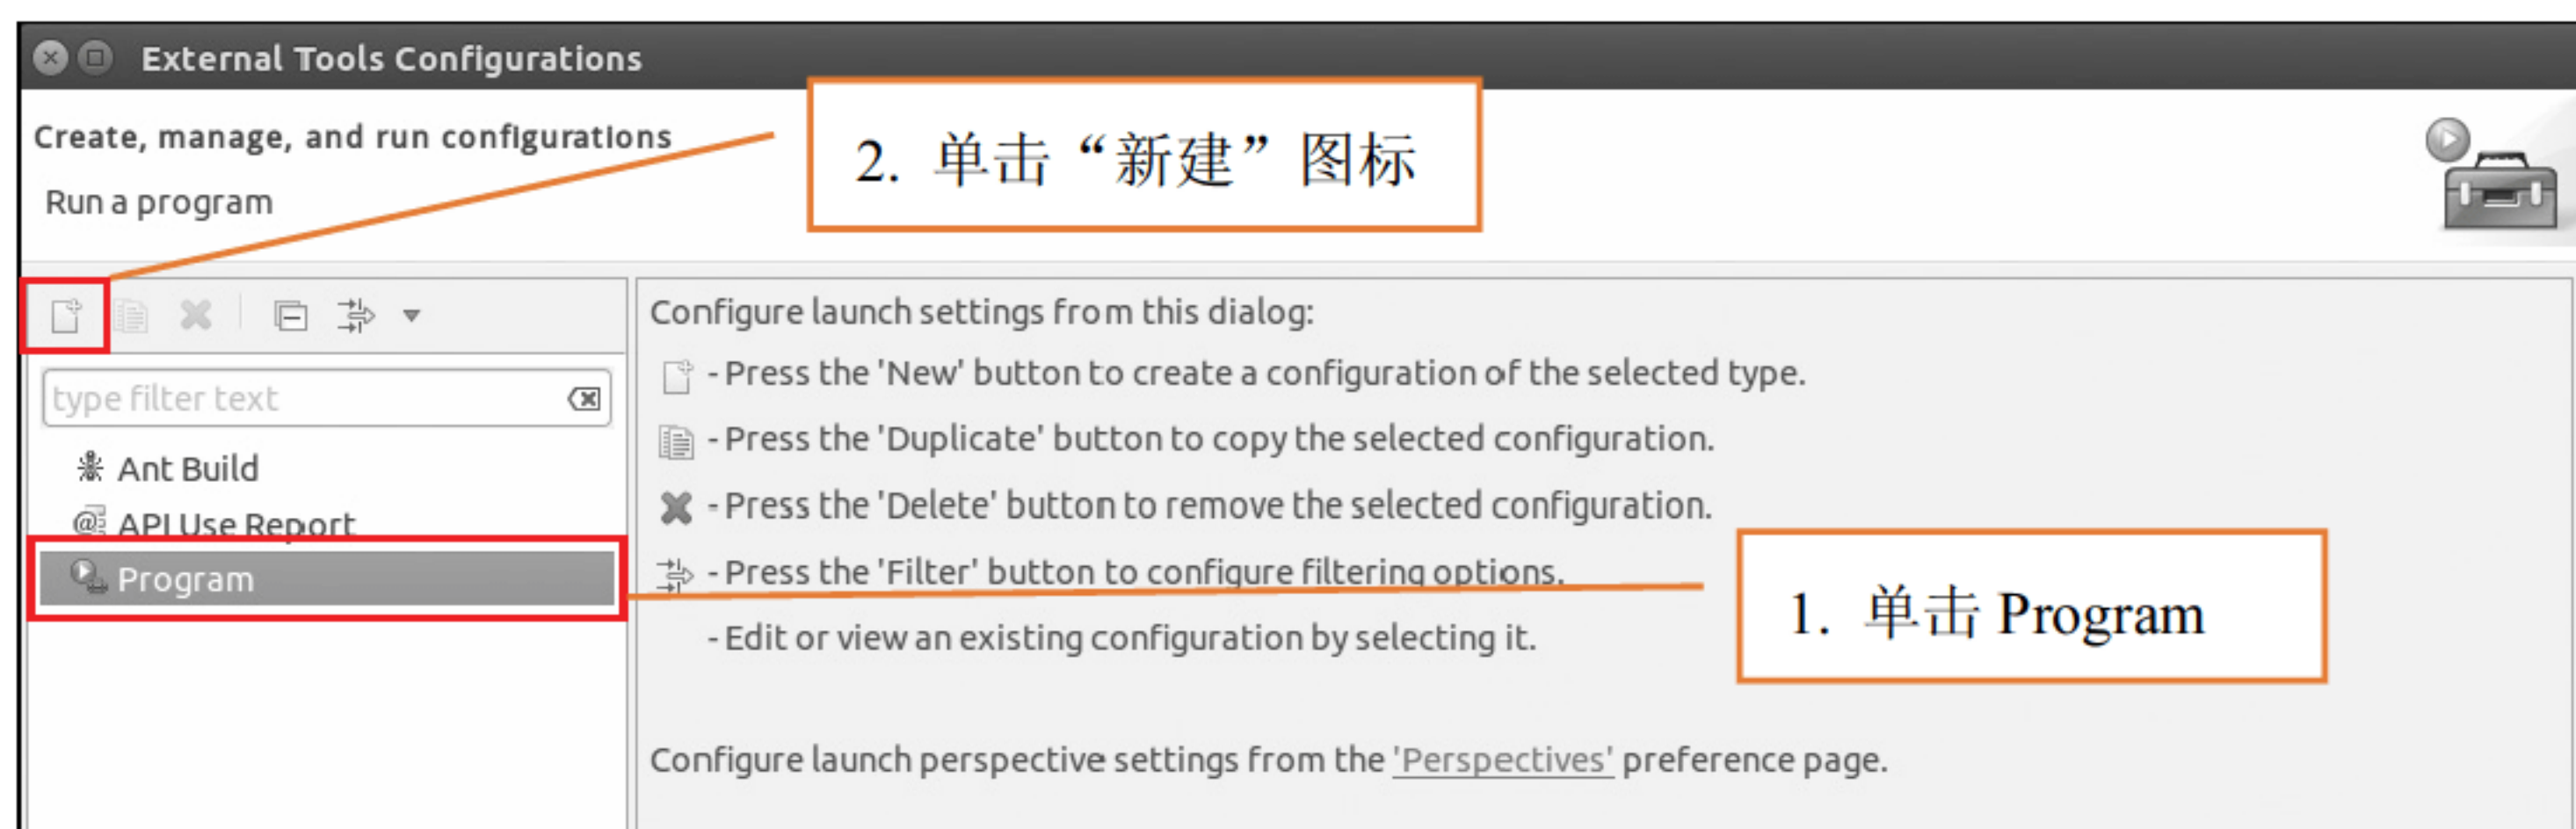 External Tools Configurations
Create, manage, and run configurations
Run a program
2. 单击“新建”图标
type filter text
Ant Build
API Use Report
Program
Configure launch settings from this dialog:
- Press the 'New' button to create a configuration of the selected type.
- Press the 'Duplicate' button to copy the selected configuration.
- Press the 'Delete' button to remove the selected configuration.
- Press the 'Filter' button to configure filtering options.
- Edit or view an existing configuration by selecting it.
1. 单击 Program
Configure launch perspective settings from the 'Perspectives' preference page.